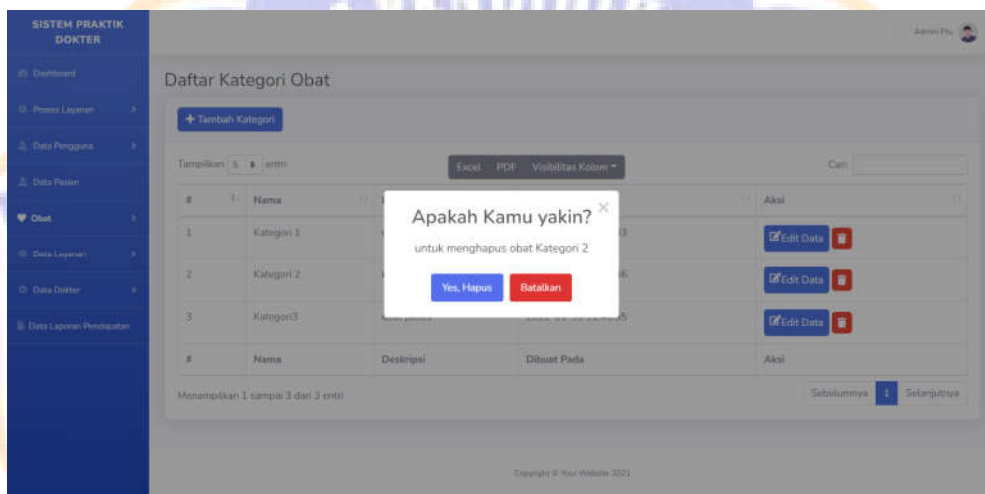 SISTEM PRAKTIK
DOKTER
Admin Ptu
Dashboard
Proses Layanan
Data Pengguna
Data Pasien
Obat
Data Layanan
Data Dokter
Data Laporan Pendapatan
Daftar Kategori Obat
+ Tambah Kategori
Tampilkan 5 entri
Excel PDF Visibilitas Kolom
Cari:
# Nama Aksi
1 Kategori 1 Edit Data
2 Kategori 2 Edit Data
3 Kategori3 Edit Data
# Nama Deskripsi Dibuat Pada Aksi
Menampilkan 1 sampai 3 dari 3 entri
Sebelumnya 1 Selanjutnya
Apakah Kamu yakin? ×
untuk menghapus obat Kategori 2
Yes, Hapus Batalkan
Copyright © Your Website 2021